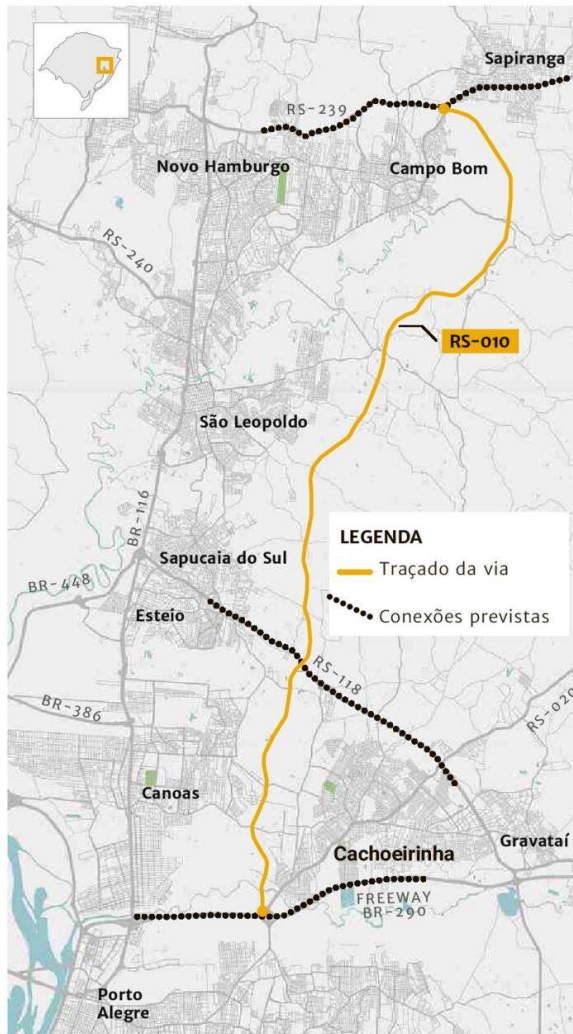 Sapiranga
RS-239
Novo Hamburgo
Campo Bom
RS-240
RS-010
São Leopoldo
BR-116
LEGENDA
Traçado da via
Conexões previstas
Sapucaia do Sul
BR-448
Esteio
RS-118
BR-386
RS-020
Canoas
Gravataí
Cachoeirinha
FREEWAY
BR-290
Porto
Alegre